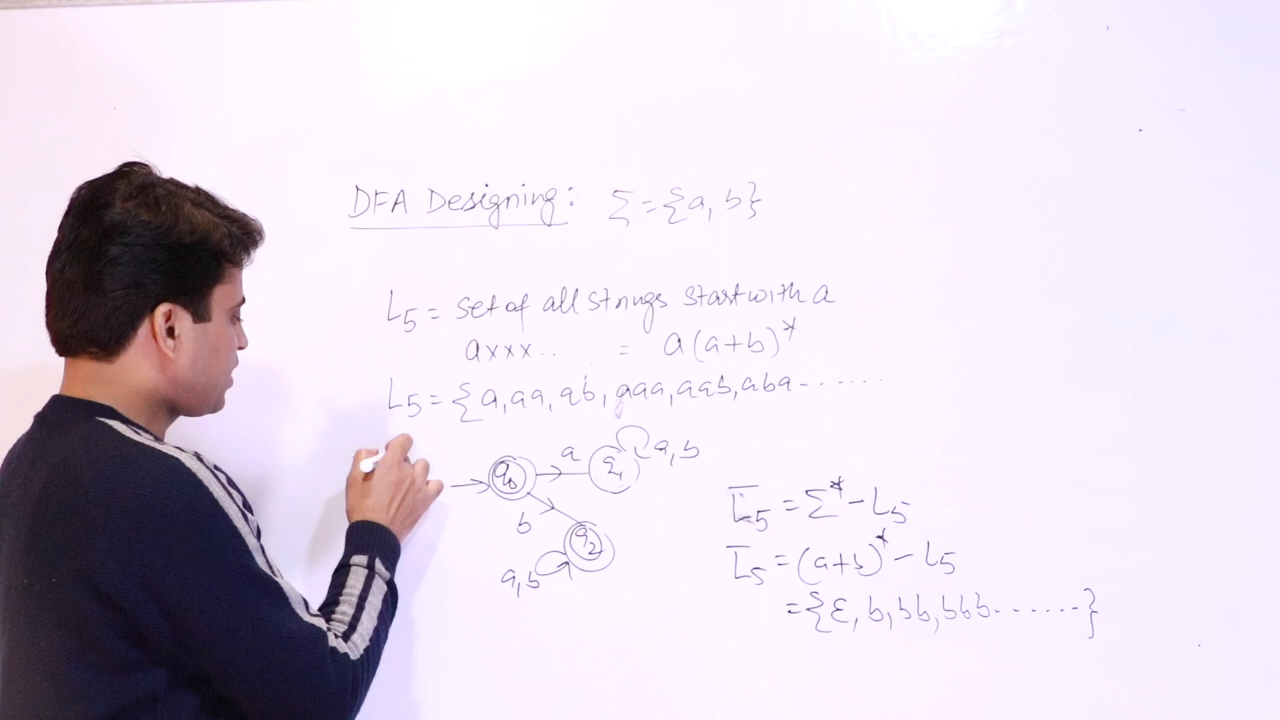 DFA Designing: Σ={a, b}
L5 = set of all strings start with a
axxx.. = a(a+b)*
L5 = {a, aa, ab, aaa, aab, aba-......
a
a, b
q0
q1
b
q2
a, b
L̅5 = Σ* - L5
L̅5 = (a+b)* - L5
= {ε, b, bb, bbb.......}